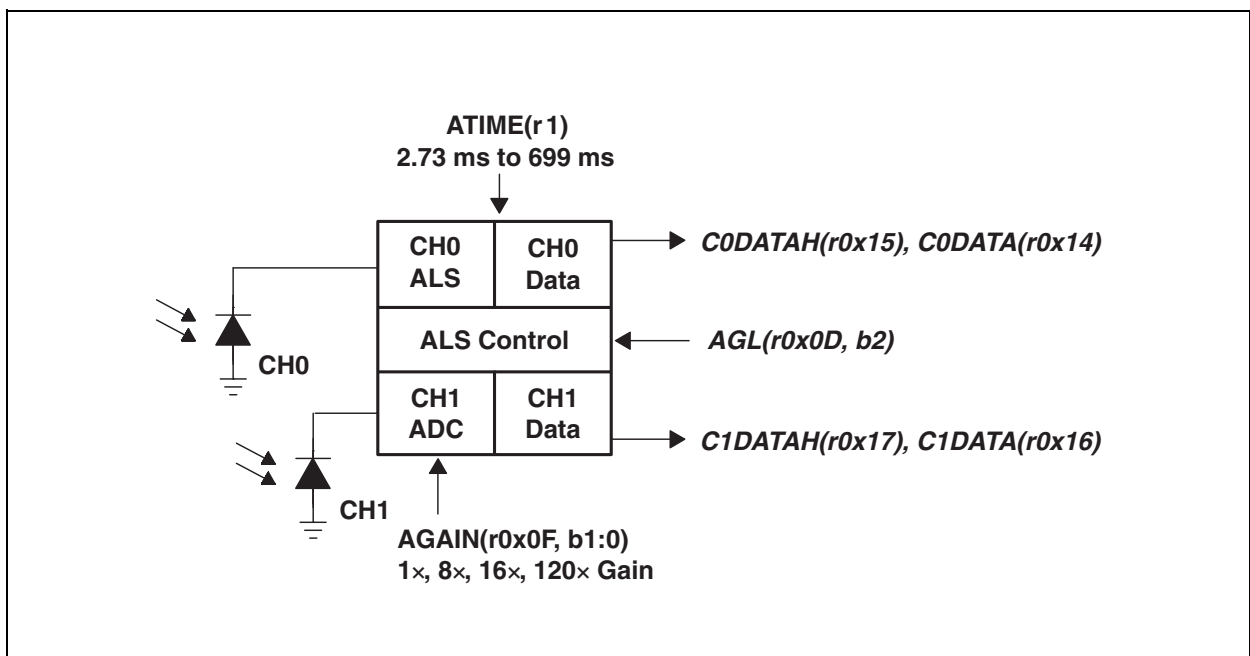 ATIME(r 1)
2.73 ms to 699 ms
CH0
ALS
CH0
Data
C0DATAH(r0x15), C0DATA(r0x14)
ALS Control
AGL(r0x0D, b2)
CH0
CH1
ADC
CH1
Data
C1DATAH(r0x17), C1DATA(r0x16)
CH1
AGAIN(r0x0F, b1:0)
1×, 8×, 16×, 120× Gain